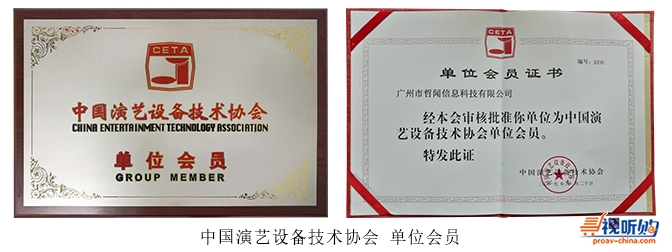 CETA
中国演艺设备技术协会
CHINA ENTERTAINMENT TECHNOLOGY ASSOCIATION
单位会员
GROUP MEMBER
CETA
编号：3036
单位会员证书
广州市哲闻信息科技有限公司
经本会审核批准你单位为中国演
艺设备技术协会单位会员。
特发此证
中国演艺设备技术协会
视听购
proav-china.com
中国演艺设备技术协会 单位会员